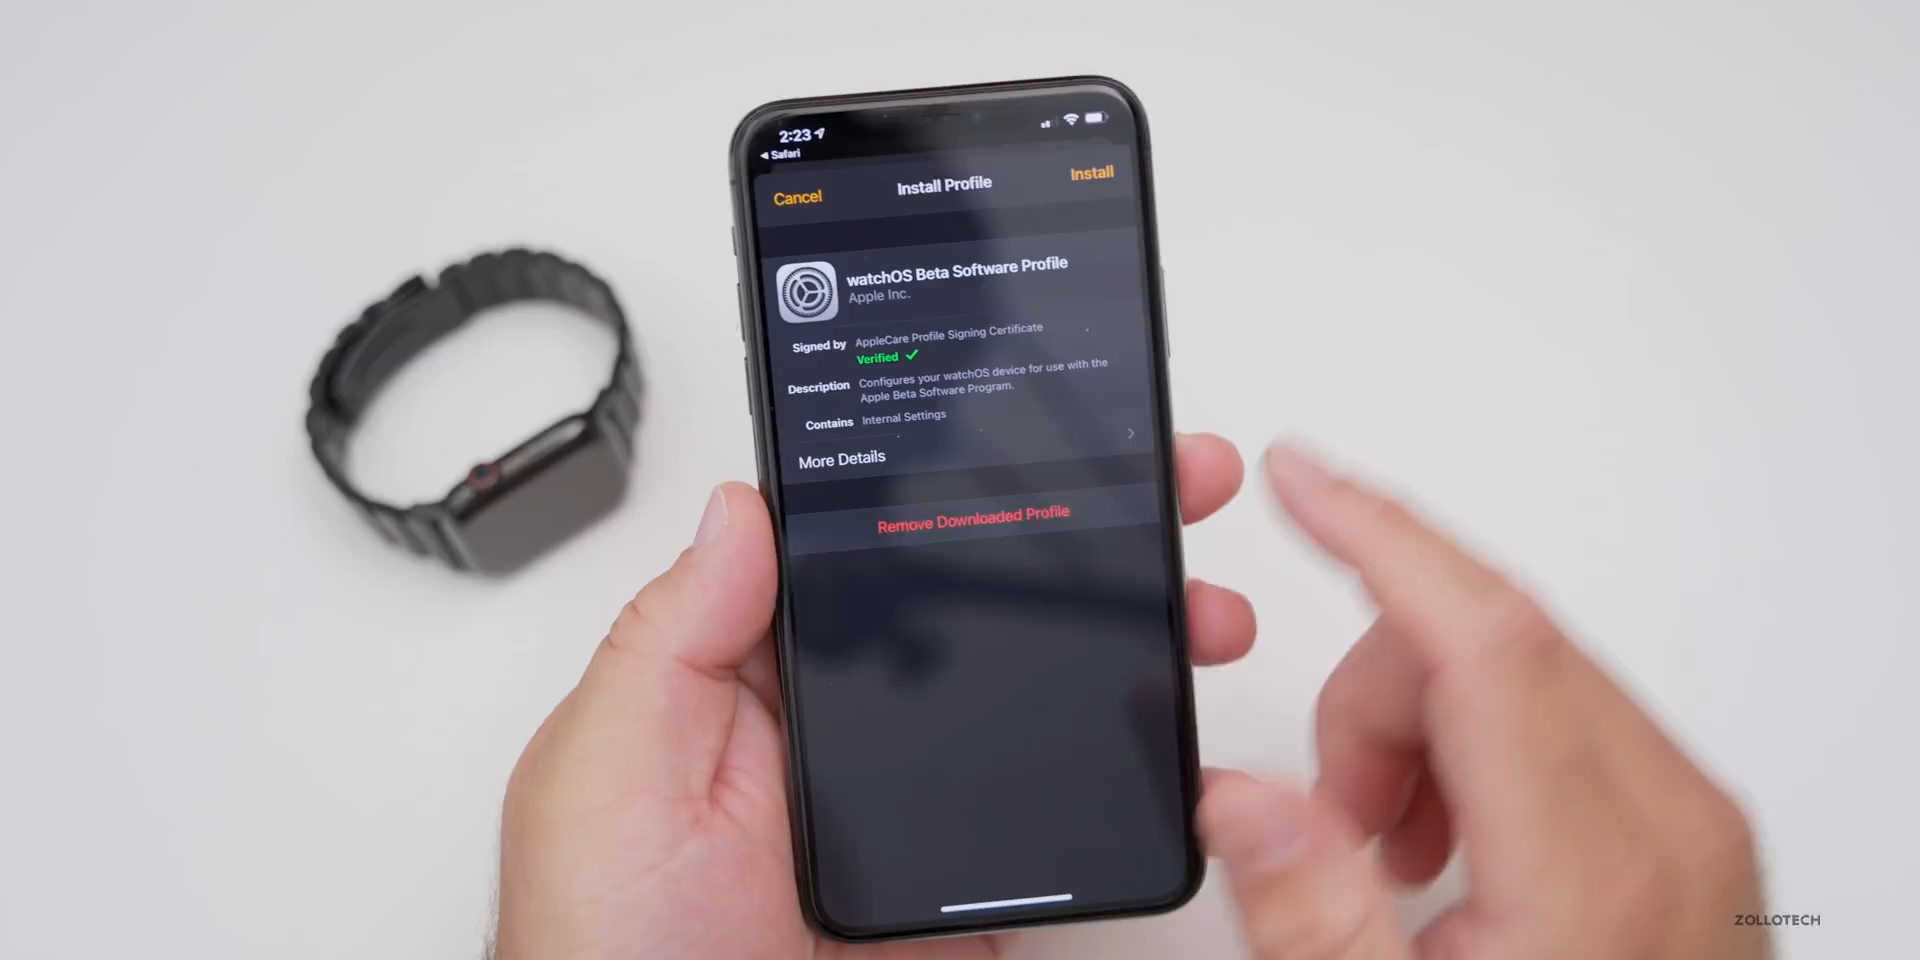 2:23
◀ Safari
Cancel
Install Profile
Install
watchOS Beta Software Profile
Apple Inc.
Signed by
AppleCare Profile Signing Certificate
Verified ✓
Description
Configures your watchOS device for use with the
Apple Beta Software Program.
Contains
Internal Settings
More Details
Remove Downloaded Profile
ZOLLOTECH